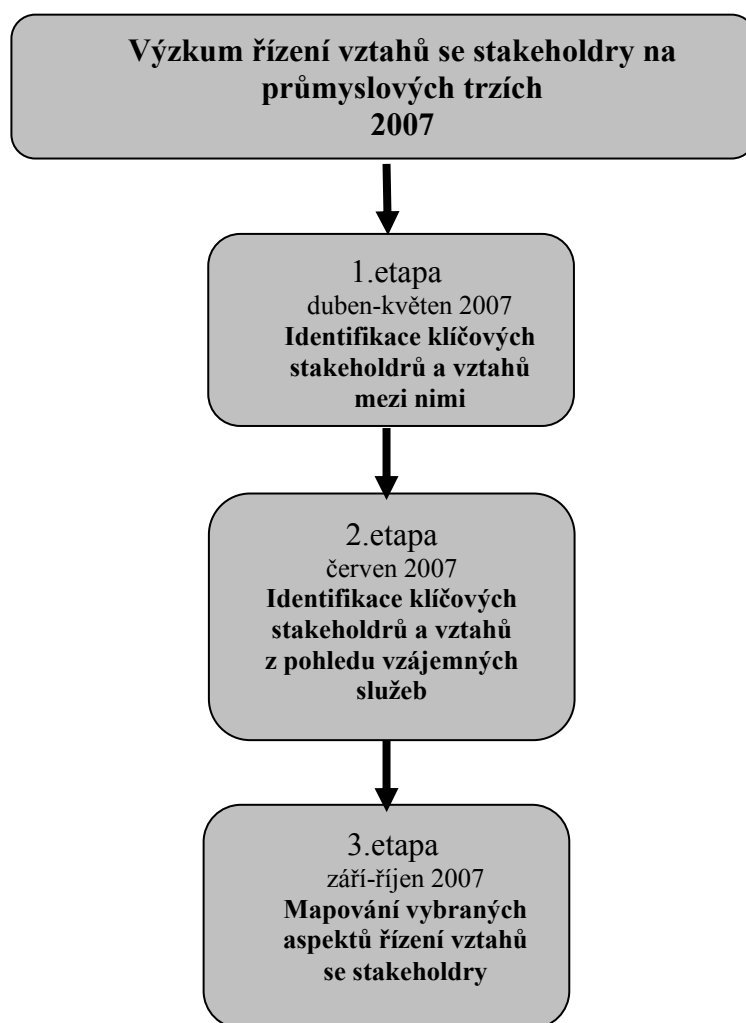 Výzkum řízení vztahů se stakeholdry na
průmyslových trzích
2007
1.etapa
duben-květen 2007
Identifikace klíčových
stakeholdrů a vztahů
mezi nimi
2.etapa
červen 2007
Identifikace klíčových
stakeholdrů a vztahů
z pohledu vzájemných
služeb
3.etapa
září-říjen 2007
Mapování vybraných
aspektů řízení vztahů
se stakeholdry